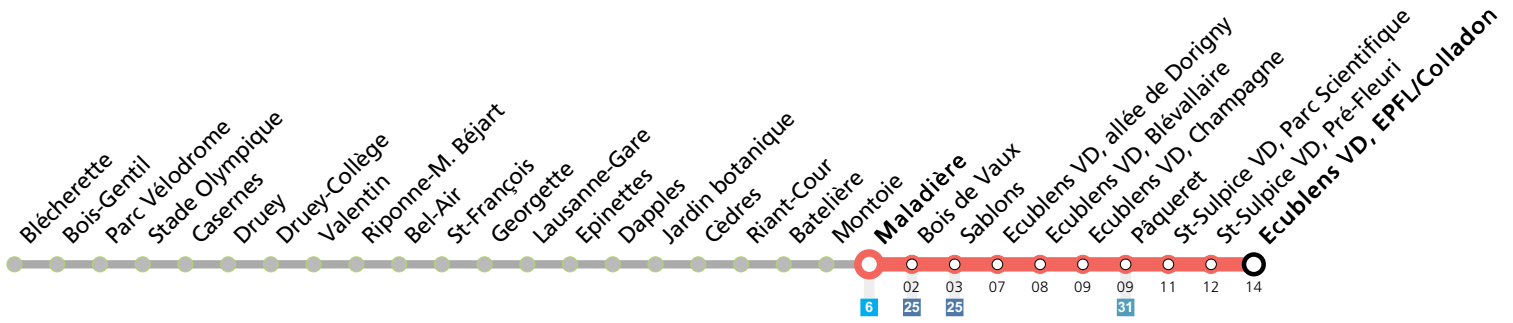 Blécherette
Bois-Gentil
Parc Vélodrome
Stade Olympique
Casernes
Druey
Druey-Collège
Valentin
Riponne-M. Béjart
Bel-Air
St-François
Georgette
Lausanne-Gare
Epinettes
Dapples
Jardin botanique
Cèdres
Riant-Cour
Batelière
Montoie
Maladière
Bois de Vaux
Sablons
Ecublens VD, allée de Dorigny
Ecublens VD, Blévallaire
Ecublens VD, Champagne
Pâqueret
St-Sulpice VD, Parc Scientifique
St-Sulpice VD, Pré-Fleuri
Ecublens VD, EPFL/Colladon
02 03 07 08 09 09 11 12 14
6 25 25 31